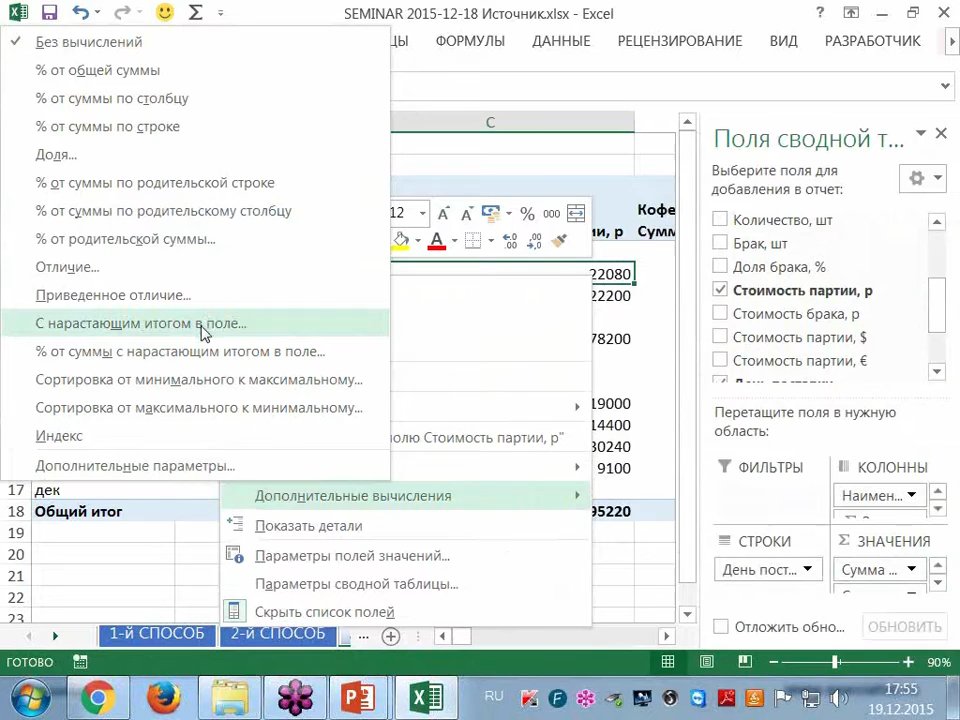 SEMINAR 2015-12-18 Источник.xlsx - Excel
ФОРМУЛЫ ДАННЫЕ РЕЦЕНЗИРОВАНИЕ ВИД РАЗРАБОТЧИК
Без вычислений
% от общей суммы
% от суммы по столбцу
% от суммы по строке
Доля...
% от суммы по родительской строке
% от суммы по родительскому столбцу
% от родительской суммы...
Отличие...
Приведенное отличие...
С нарастающим итогом в поле...
% от суммы с нарастающим итогом в поле...
Сортировка от минимального к максимальному...
Сортировка от максимального к минимальному...
Индекс
Дополнительные параметры...
C
12
% 000
Кофе
Сумм
22080
22200
78200
19000
14400
30240
9100
95220
Дополнительные вычисления
Показать детали
Параметры полей значений...
Параметры сводной таблицы...
Скрыть список полей
17 дек
18 Общий итог
19
20
21
22
23
1-й СПОСОБ 2-й СПОСОБ ...
Поля сводной т...
Выберите поля для
добавления в отчет:
Количество, шт
Брак, шт
Доля брака, %
Стоимость партии, р
Стоимость брака, р
Стоимость партии, $
Стоимость партии, €
Перетащите поля в нужную
область:
ФИЛЬТРЫ КОЛОННЫ
Наимен...
СТРОКИ Σ ЗНАЧЕНИЯ
День пост... Сумма ...
Отложить обно... ОБНОВИТЬ
ГОТОВО 90%
RU 17:55
19.12.2015